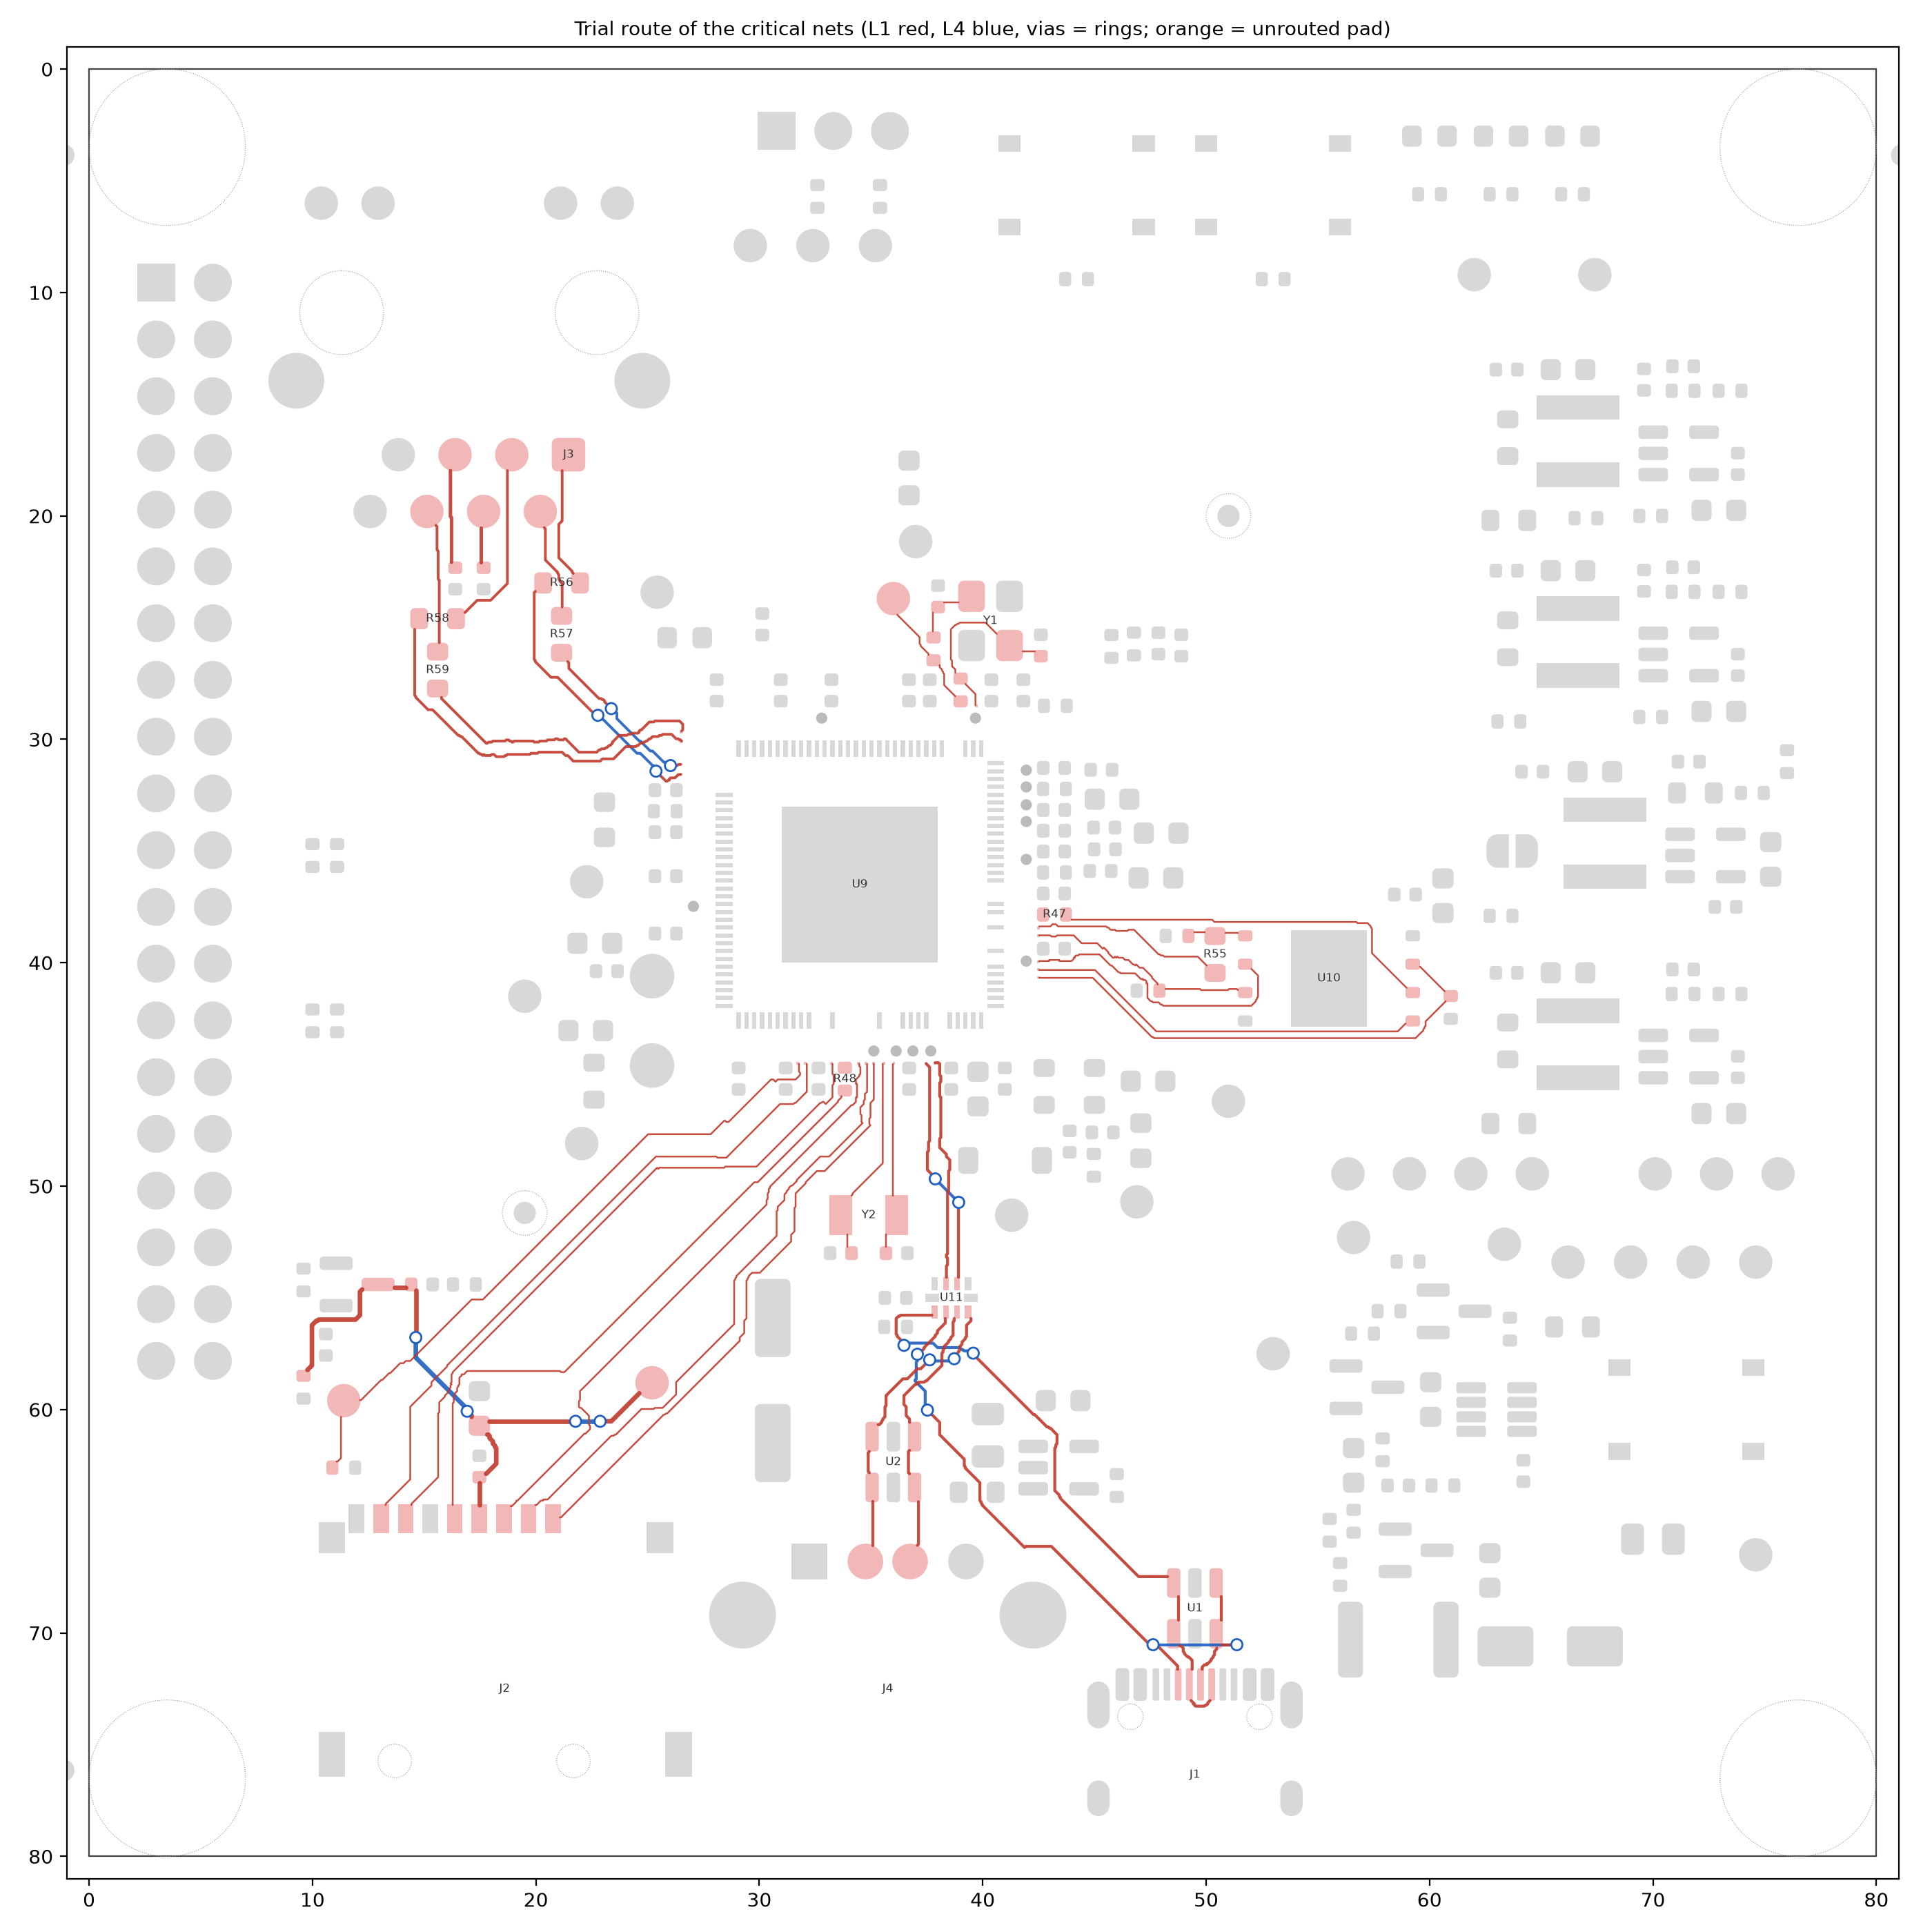 Trial route of the critical nets (L1 red, L4 blue, vias = rings; orange = unrouted pad)
0
10
20
30
40
50
60
70
80
J3
R56
R58
R57
R59
Y1
U9
R47
R55
U10
R48
Y2
U11
U2
U1
J2
J4
J1
0
10
20
30
40
50
60
70
80